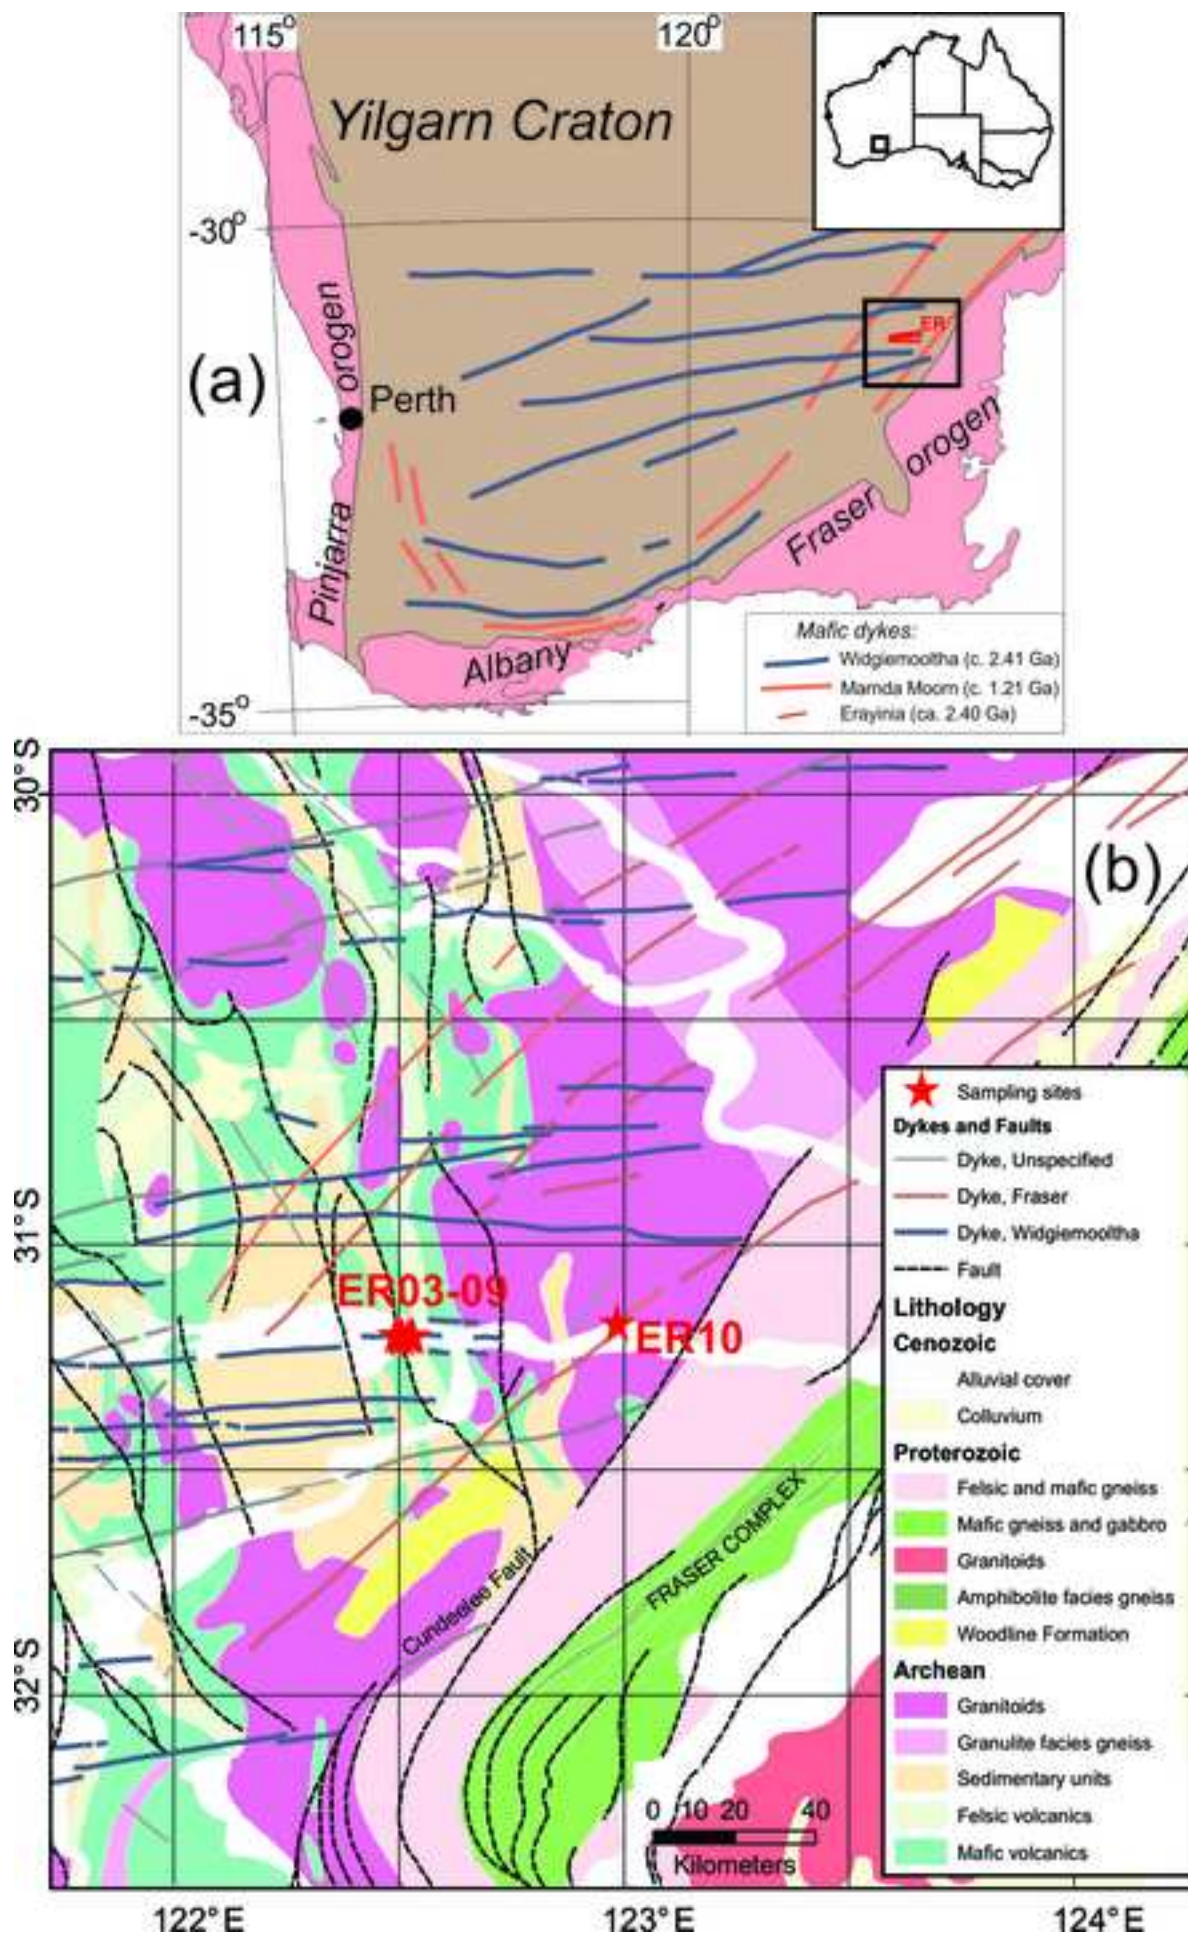 115°
120°
Yilgarn Craton
-30°
ER
(a)
Perth
Pinjarra orogen
Fraser orogen
Albany
Mafic dykes:
Widgiemooltha (c. 2.41 Ga)
Marnda Moorn (c. 1.21 Ga)
Erayinia (ca. 2.40 Ga)
-35°
30°S
(b)
31°S
ER03-09
ER10
Sampling sites
Dykes and Faults
Dyke, Unspecified
Dyke, Fraser
Dyke, Widgiemooltha
Fault
Lithology
Cenozoic
Alluvial cover
Colluvium
Proterozoic
Felsic and mafic gneiss
Mafic gneiss and gabbro
Granitoids
Amphibolite facies gneiss
Woodline Formation
Archean
Granitoids
Granulite facies gneiss
Sedimentary units
Felsic volcanics
Mafic volcanics
FRASER COMPLEX
Cundeelee Fault
32°S
0 10 20 40
Kilometers
122°E
123°E
124°E